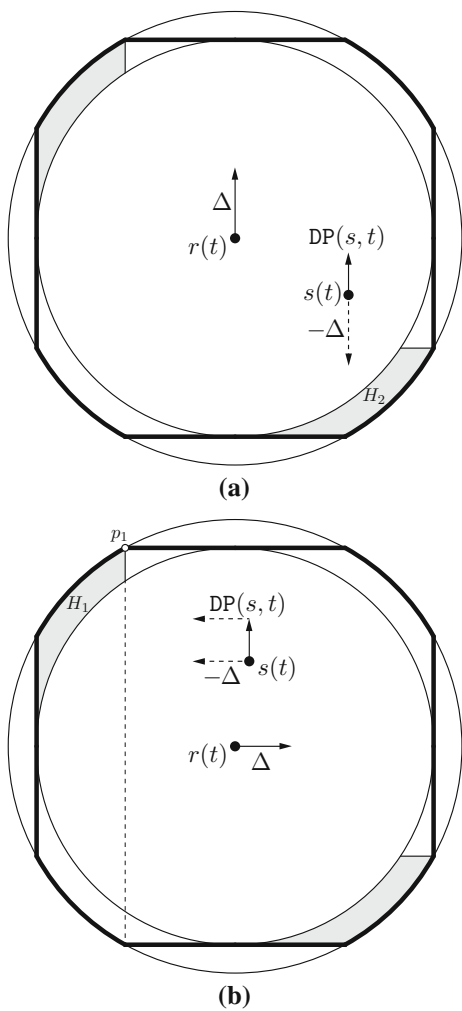 Δ
r(t)
DP(s, t)
s(t)
−Δ
H₂
(a)
p₁
H₁
DP(s, t)
−Δ
s(t)
r(t)
Δ
(b)